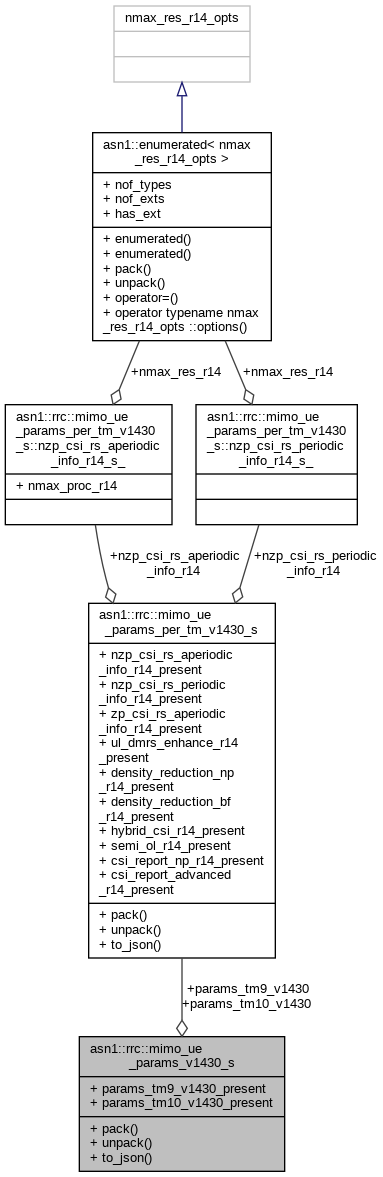 nmax_res_r14_opts
asn1::enumerated< nmax
_res_r14_opts >
+ nof_types
+ nof_exts
+ has_ext
+ enumerated()
+ enumerated()
+ pack()
+ unpack()
+ operator=()
+ operator typename nmax
_res_r14_opts ::options()
+nmax_res_r14
+nmax_res_r14
asn1::rrc::mimo_ue
_params_per_tm_v1430
_s::nzp_csi_rs_aperiodic
_info_r14_s_
+ nmax_proc_r14
asn1::rrc::mimo_ue
_params_per_tm_v1430
_s::nzp_csi_rs_periodic
_info_r14_s_
+nzp_csi_rs_aperiodic
_info_r14
+nzp_csi_rs_periodic
_info_r14
asn1::rrc::mimo_ue
_params_per_tm_v1430_s
+ nzp_csi_rs_aperiodic
_info_r14_present
+ nzp_csi_rs_periodic
_info_r14_present
+ zp_csi_rs_aperiodic
_info_r14_present
+ ul_dmrs_enhance_r14
_present
+ density_reduction_np
_r14_present
+ density_reduction_bf
_r14_present
+ hybrid_csi_r14_present
+ semi_ol_r14_present
+ csi_report_np_r14_present
+ csi_report_advanced
_r14_present
+ pack()
+ unpack()
+ to_json()
+params_tm9_v1430
+params_tm10_v1430
asn1::rrc::mimo_ue
_params_v1430_s
+ params_tm9_v1430_present
+ params_tm10_v1430_present
+ pack()
+ unpack()
+ to_json()